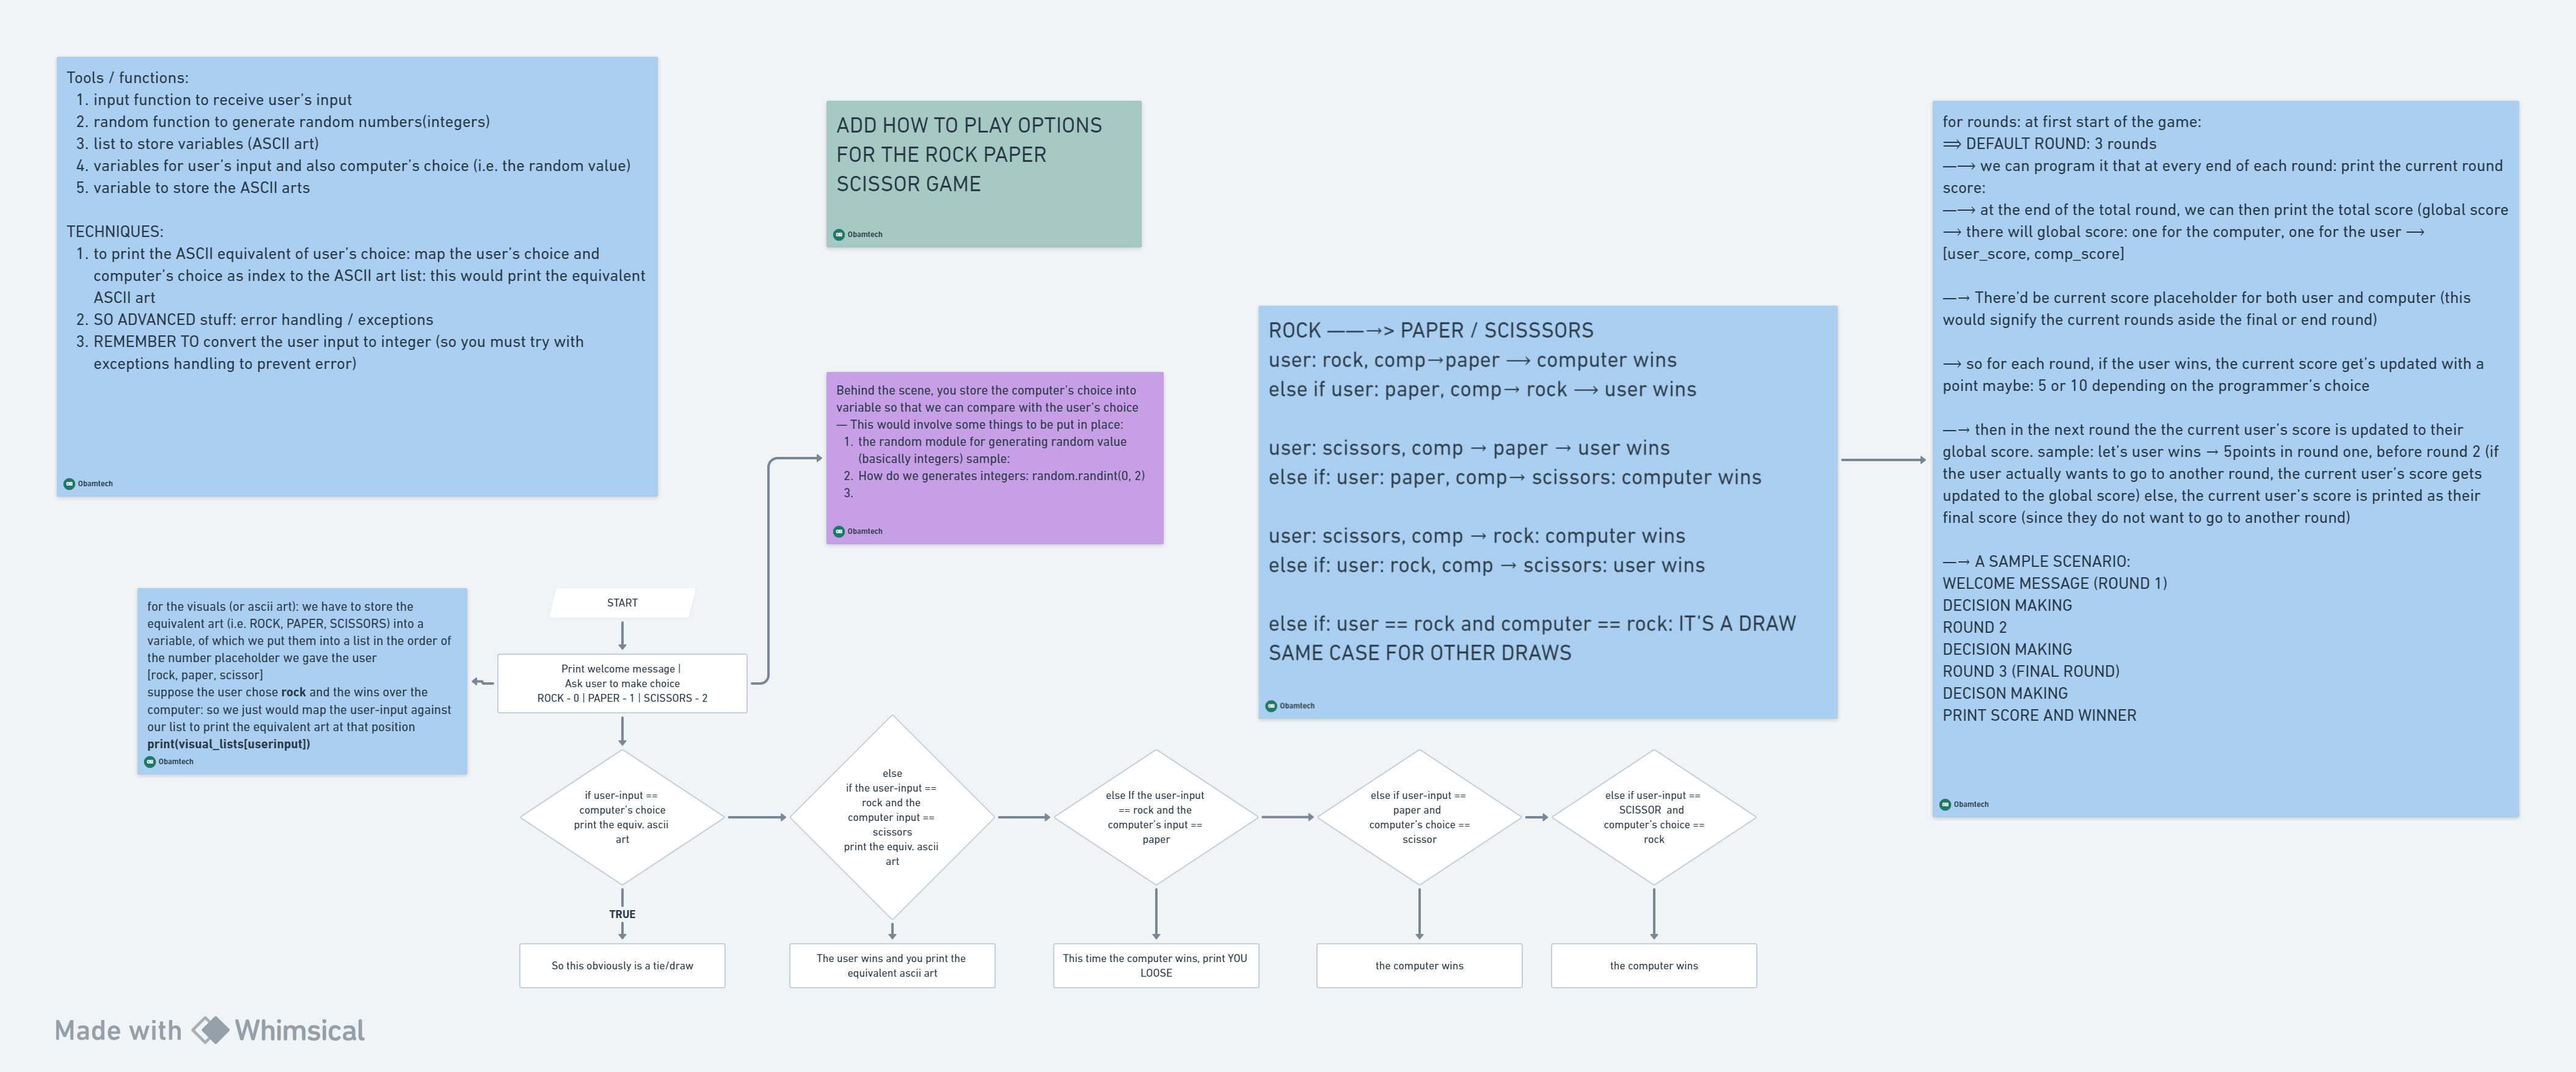 Tools / functions:
1. input function to receive user's input
2. random function to generate random numbers(integers)
3. list to store variables (ASCII art)
4. variables for user's input and also computer's choice (i.e. the random value)
5. variable to store the ASCII arts
TECHNIQUES:
1. to print the ASCII equivalent of user's choice: map the user's choice and
computer's choice as index to the ASCII art list: this would print the equivalent
ASCII art
2. SO ADVANCED stuff: error handling / exceptions
3. REMEMBER TO convert the user input to integer (so you must try with
exceptions handling to prevent error)
OB Obamtech
ADD HOW TO PLAY OPTIONS
FOR THE ROCK PAPER
SCISSOR GAME
OB Obamtech
Behind the scene, you store the computer's choice into
variable so that we can compare with the user's choice
— This would involve some things to be put in place:
1. the random module for generating random value
(basically integers) sample:
2. How do we generates integers: random.randint(0, 2)
3.
OB Obamtech
ROCK ——→> PAPER / SCISSSORS
user: rock, comp→paper ⟶ computer wins
else if user: paper, comp→ rock ⟶ user wins
user: scissors, comp → paper → user wins
else if: user: paper, comp→ scissors: computer wins
user: scissors, comp → rock: computer wins
else if: user: rock, comp → scissors: user wins
else if: user == rock and computer == rock: IT'S A DRAW
SAME CASE FOR OTHER DRAWS
OB Obamtech
for rounds: at first start of the game:
⟹ DEFAULT ROUND: 3 rounds
—⟶ we can program it that at every end of each round: print the current round
score:
—⟶ at the end of the total round, we can then print the total score (global score
⟶ there will global score: one for the computer, one for the user ⟶
[user_score, comp_score]
—→ There'd be current score placeholder for both user and computer (this
would signify the current rounds aside the final or end round)
⟶ so for each round, if the user wins, the current score get's updated with a
point maybe: 5 or 10 depending on the programmer's choice
—→ then in the next round the the current user's score is updated to their
global score. sample: let's user wins → 5points in round one, before round 2 (if
the user actually wants to go to another round, the current user's score gets
updated to the global score) else, the current user's score is printed as their
final score (since they do not want to go to another round)
—→ A SAMPLE SCENARIO:
WELCOME MESSAGE (ROUND 1)
DECISION MAKING
ROUND 2
DECISION MAKING
ROUND 3 (FINAL ROUND)
DECISON MAKING
PRINT SCORE AND WINNER
OB Obamtech
for the visuals (or ascii art): we have to store the
equivalent art (i.e. ROCK, PAPER, SCISSORS) into a
variable, of which we put them into a list in the order of
the number placeholder we gave the user
[rock, paper, scissor]
suppose the user chose rock and the wins over the
computer: so we just would map the user-input against
our list to print the equivalent art at that position
print(visual_lists[userinput])
OB Obamtech
START
Print welcome message |
Ask user to make choice
ROCK - 0 | PAPER - 1 | SCISSORS - 2
if user-input ==
computer's choice
print the equiv. ascii
art
else
if the user-input ==
rock and the
computer input ==
scissors
print the equiv. ascii
art
else If the user-input
== rock and the
computer's input ==
paper
else if user-input ==
paper and
computer's choice ==
scissor
else if user-input ==
SCISSOR and
computer's choice ==
rock
TRUE
So this obviously is a tie/draw
The user wins and you print the
equivalent ascii art
This time the computer wins, print YOU
LOOSE
the computer wins
the computer wins
Made with Whimsical